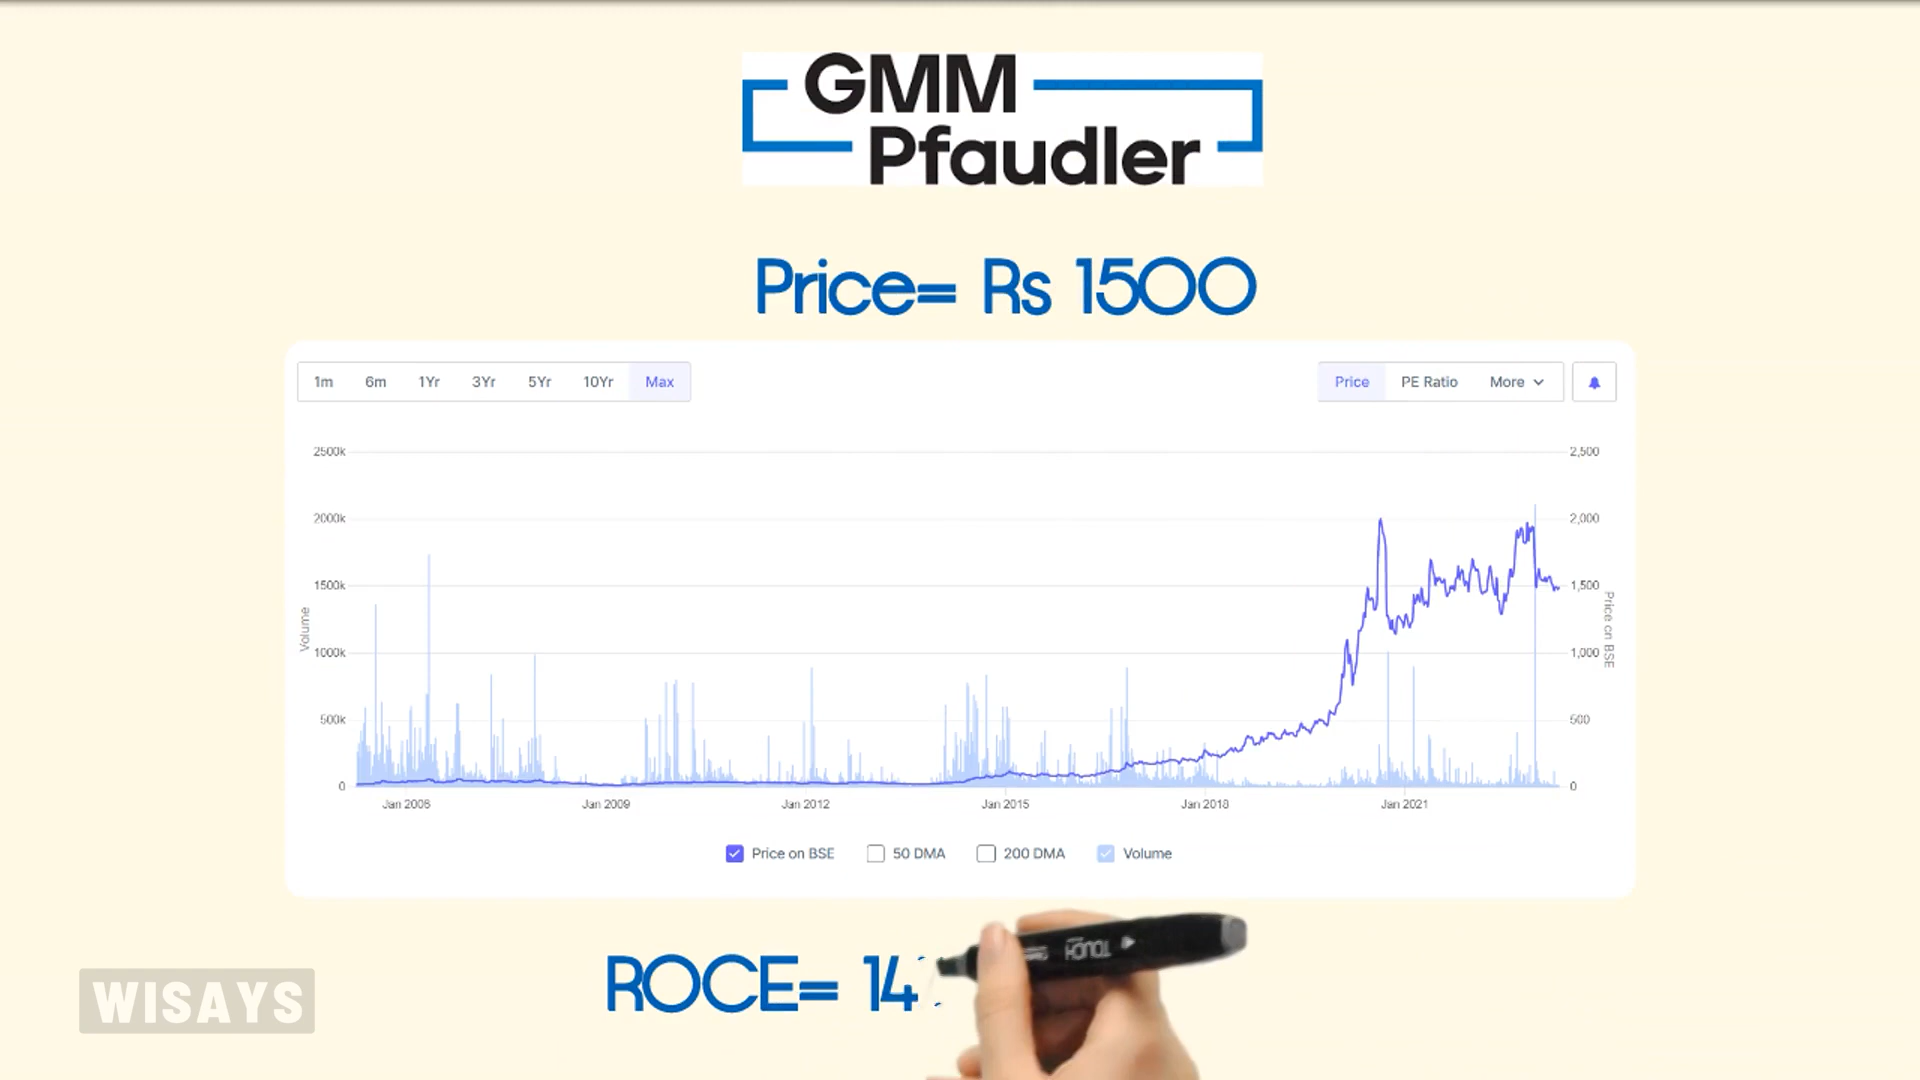 GMM
Pfaudler
Price= Rs 1500
1m 6m 1Yr 3Yr 5Yr 10Yr Max
Price PE Ratio More
2500k 2,500
2000k 2,000
1500k 1,500
Volume
Price on BSE
1000k 1,000
500k 500
0 0
Jan 2006 Jan 2009 Jan 2012 Jan 2015 Jan 2018 Jan 2021
Price on BSE 50 DMA 200 DMA Volume
TOUCH
ROCE= 14
WISAYS